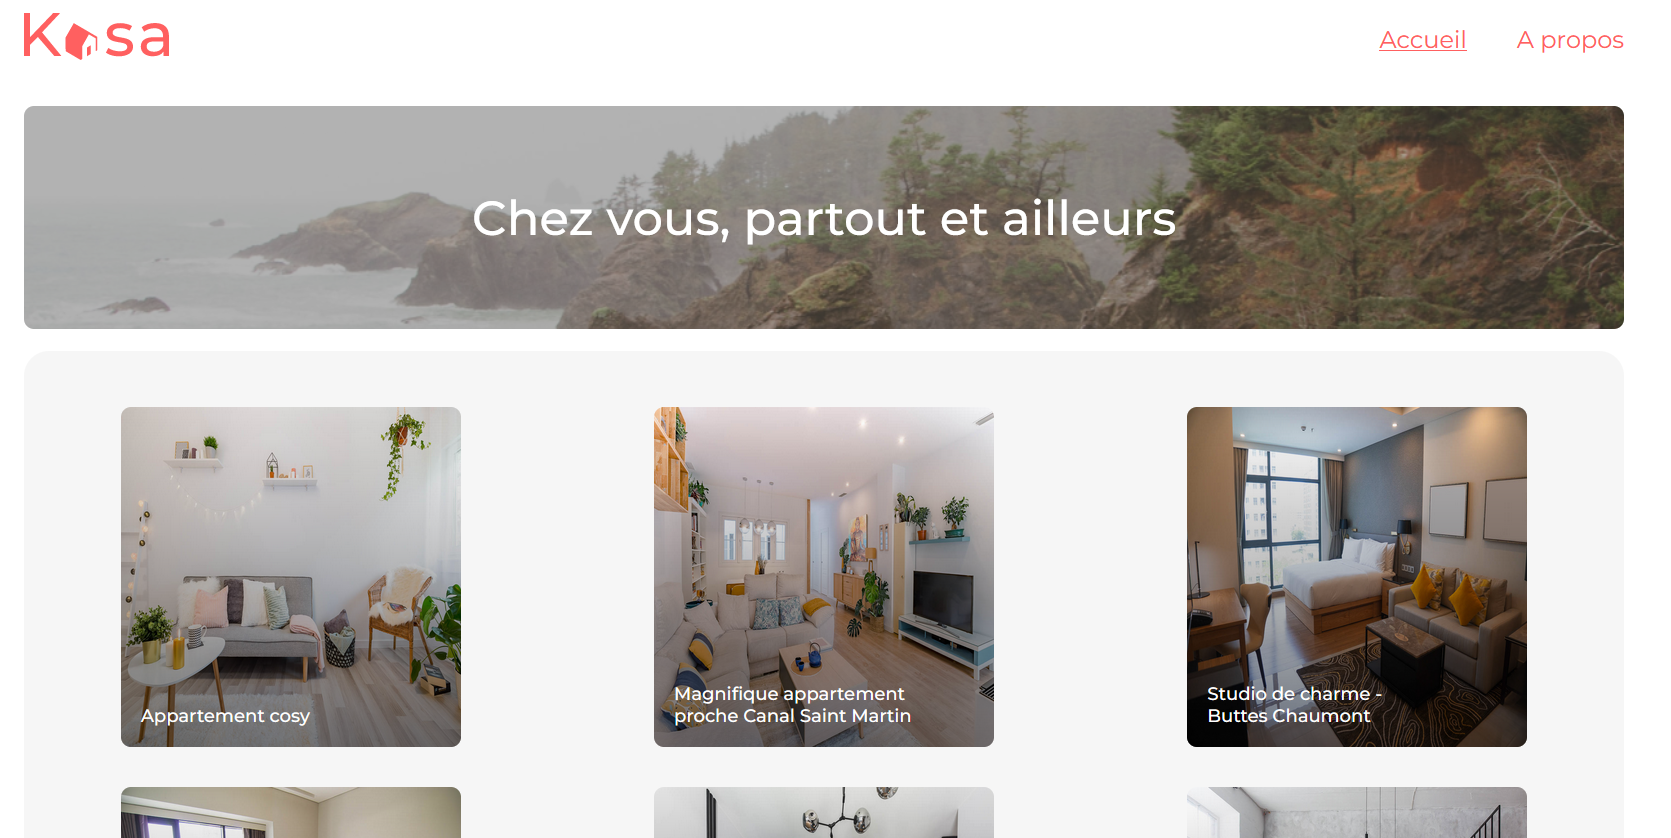 Kasa
Accueil
A propos
Chez vous, partout et ailleurs
Appartement cosy
Magnifique appartement
proche Canal Saint Martin
Studio de charme -
Buttes Chaumont